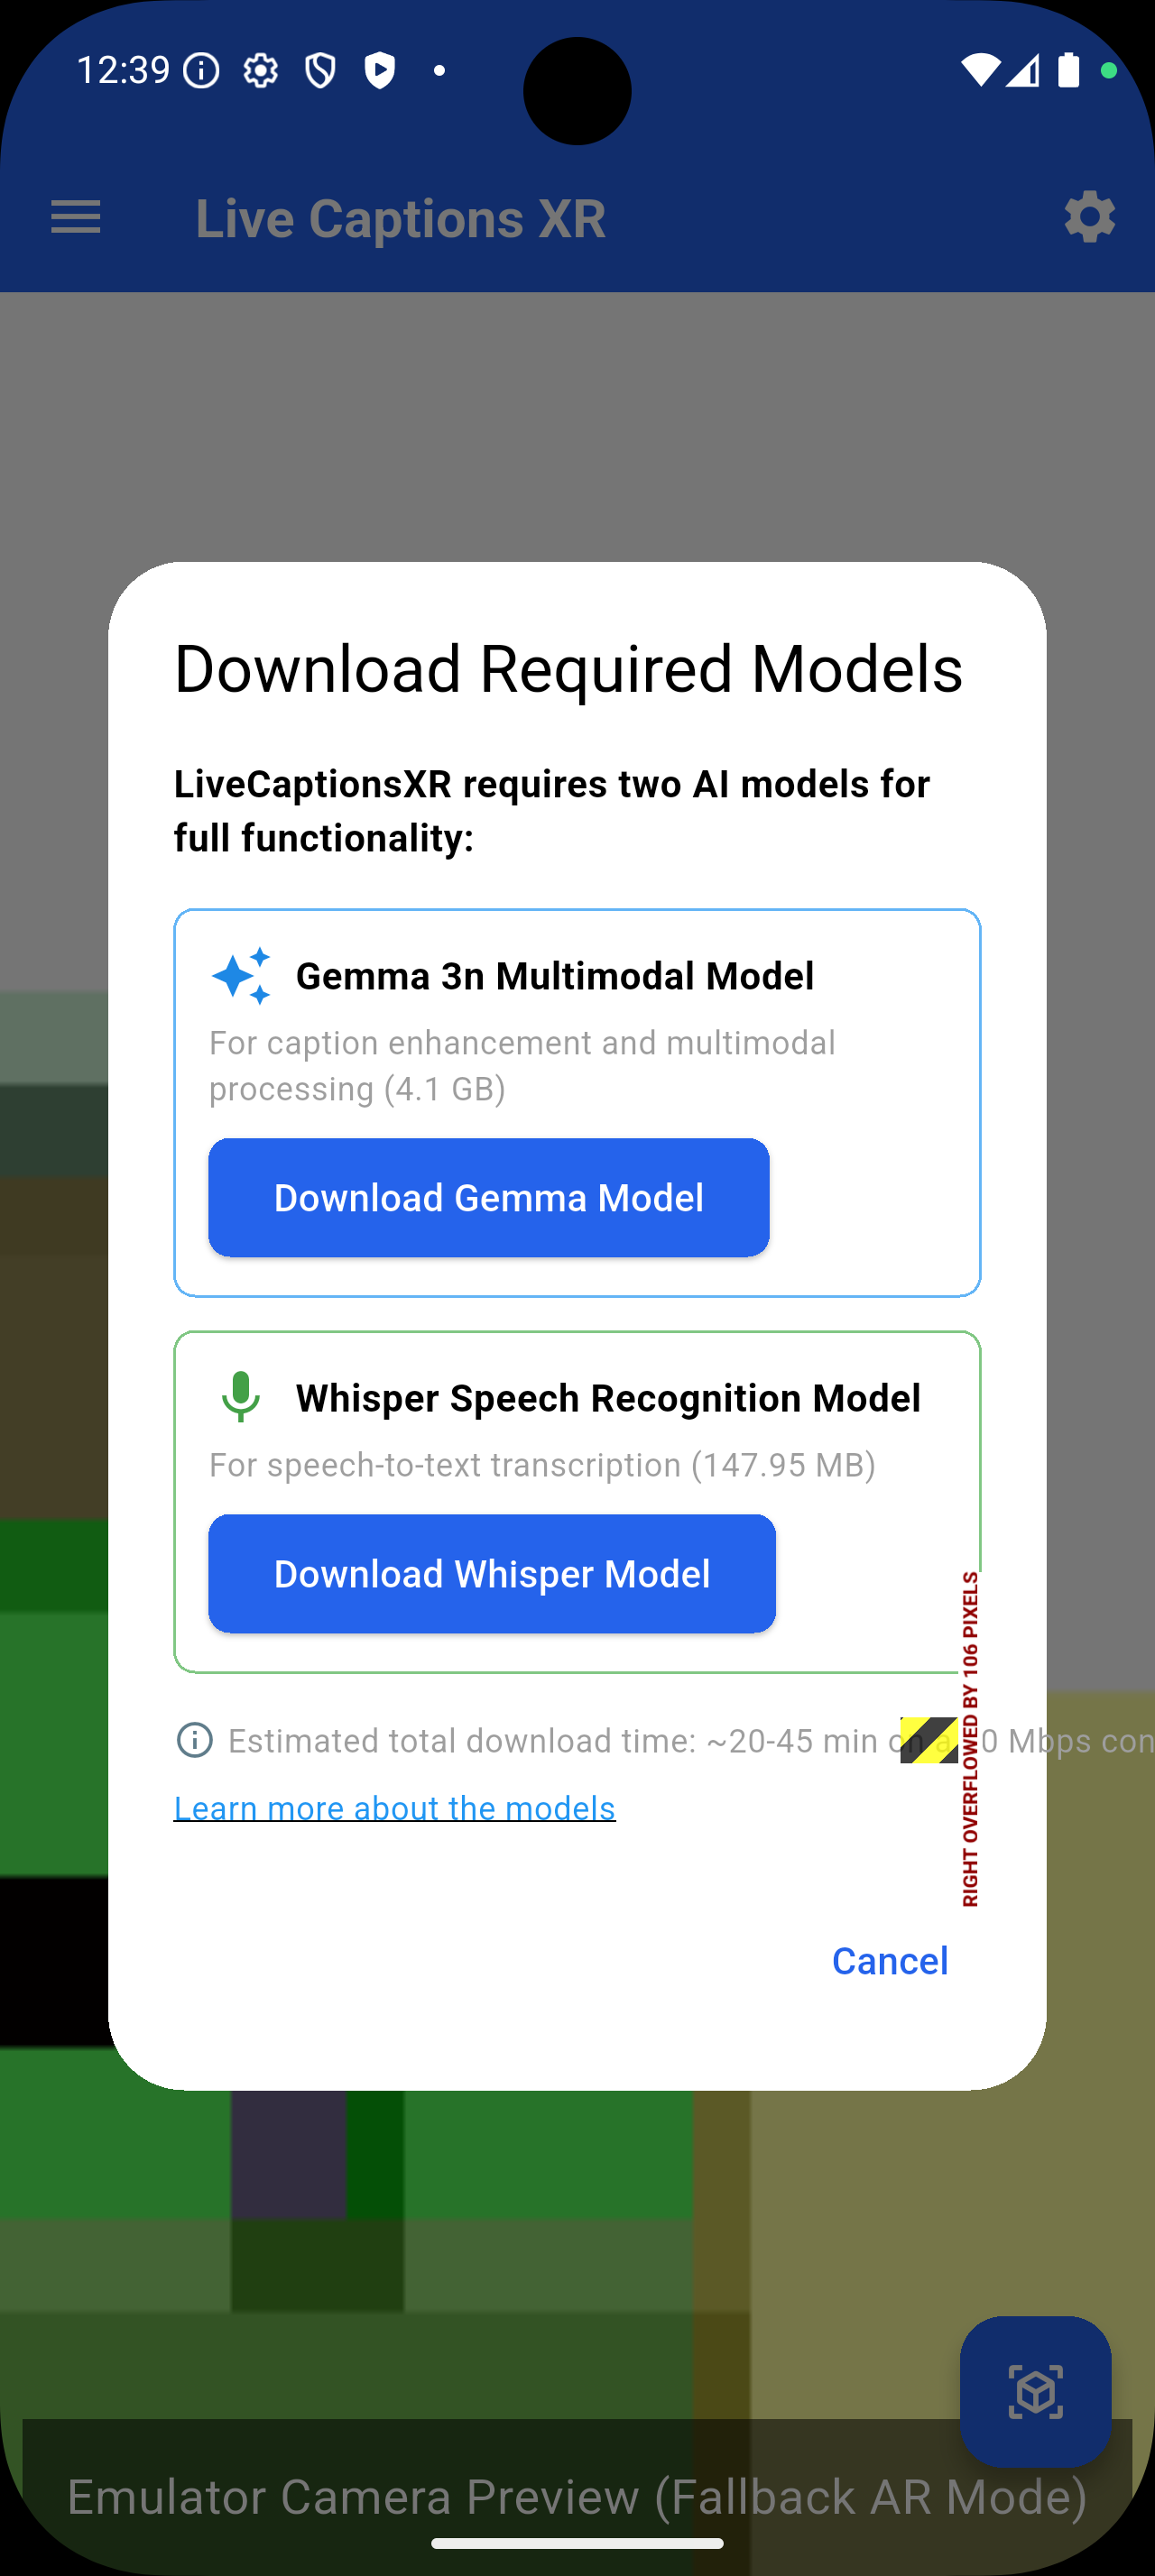 12:39
Live Captions XR
Download Required Models
LiveCaptionsXR requires two AI models for
full functionality:
Gemma 3n Multimodal Model
For caption enhancement and multimodal
processing (4.1 GB)
Download Gemma Model
Whisper Speech Recognition Model
For speech-to-text transcription (147.95 MB)
Download Whisper Model
RIGHT OVERFLOWED BY 106 PIXELS
Estimated total download time: ~20-45 min on a 0 Mbps con
Learn more about the models
Cancel
Emulator Camera Preview (Fallback AR Mode)